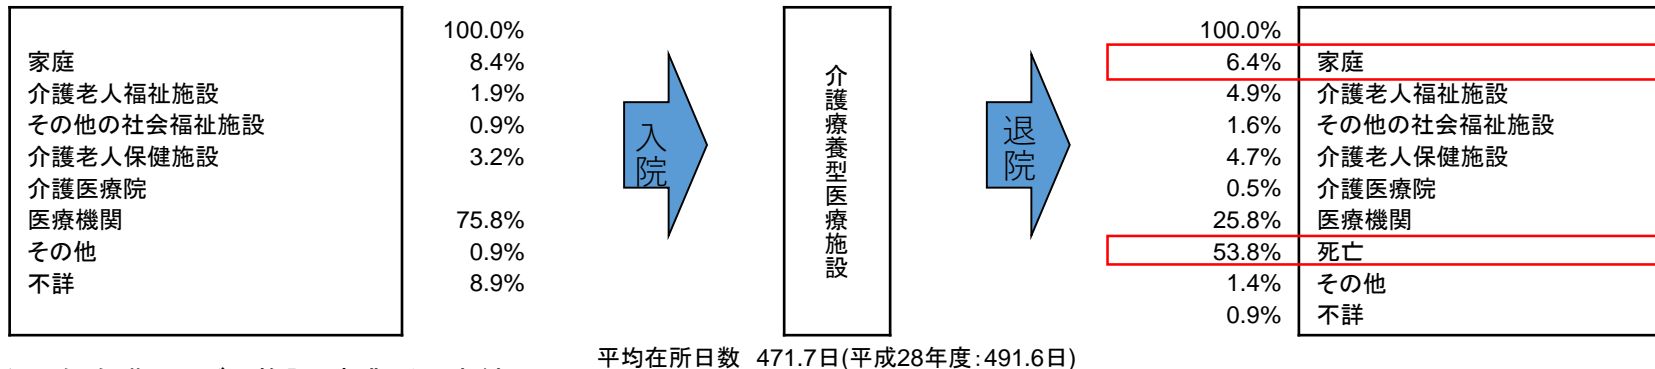 100.0%
家庭 8.4%
介護老人福祉施設 1.9%
その他の社会福祉施設 0.9%
介護老人保健施設 3.2%
介護医療院
医療機関 75.8%
その他 0.9%
不詳 8.9%
入院
介護療養型医療施設
退院
100.0%
6.4% 家庭
4.9% 介護老人福祉施設
1.6% その他の社会福祉施設
4.7% 介護老人保健施設
0.5% 介護医療院
25.8% 医療機関
53.8% 死亡
1.4% その他
0.9% 不詳
平均在所日数 471.7日(平成28年度:491.6日)